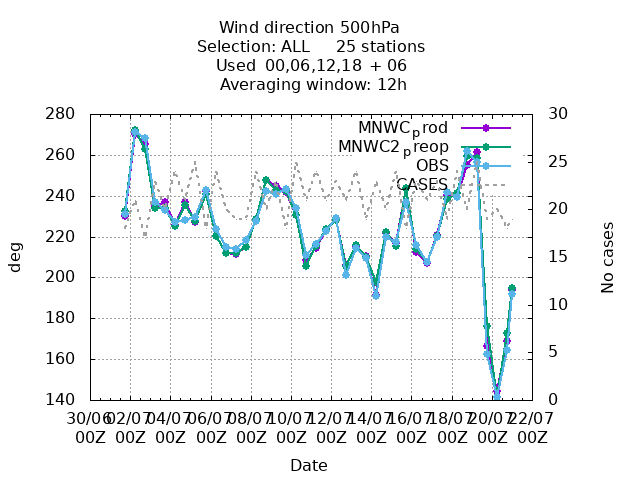 Wind direction 500hPa
Selection: ALL 25 stations
Used 00,06,12,18 + 06
Averaging window: 12h
280 30
MNWCprod
MNWC2preop
260 25
OBS
CASES
240 20
220 15
200 10
180
160 5
140 0
deg
No cases
30/06 02/07 04/07 06/07 08/07 10/07 12/07 14/07 16/07 18/07 20/07 22/07
00Z 00Z 00Z 00Z 00Z 00Z 00Z 00Z 00Z 00Z 00Z 00Z
Date